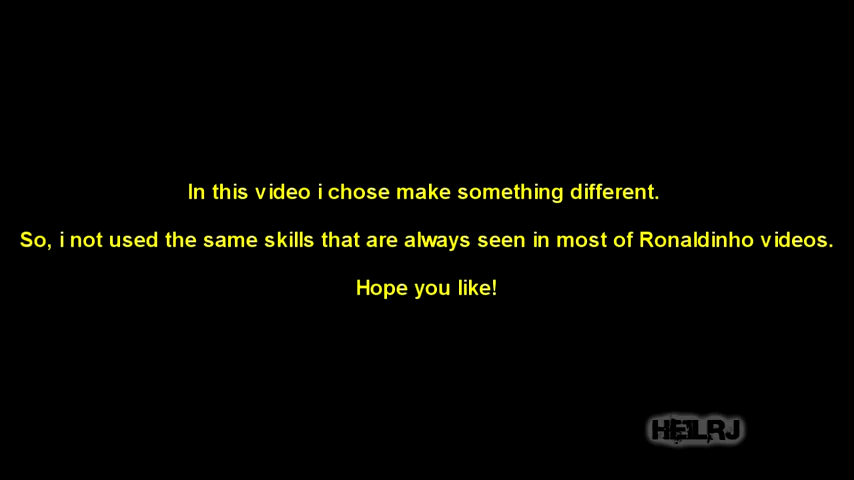 In this video i chose make something different.
So, i not used the same skills that are always seen in most of Ronaldinho videos.
Hope you like!
HEILRJ